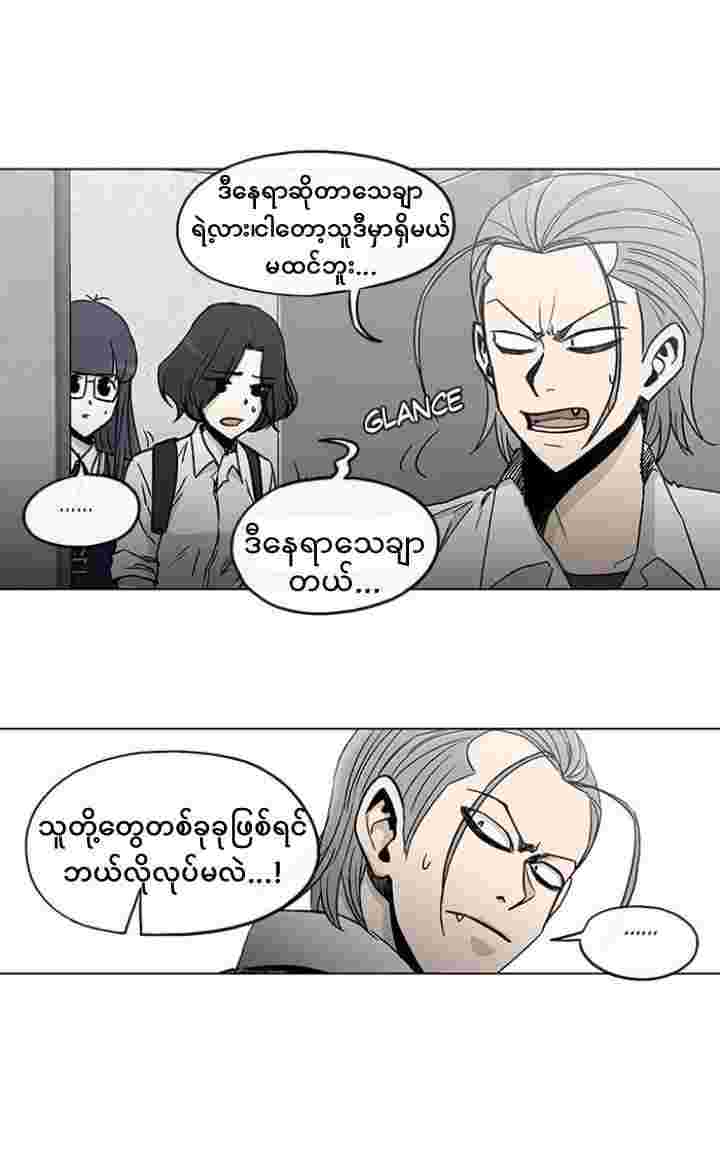 ဒီနေရာဆိုတာသေချာ
ရဲ့လား၊ငါတော့သူဒီမှာရှိမယ်
မထင်ဘူး...
GLANCE
......
ဒီနေရာသေချာ
တယ်...
သူတို့တွေတစ်ခုခုဖြစ်ရင်
ဘယ်လိုလုပ်မလဲ...!
......